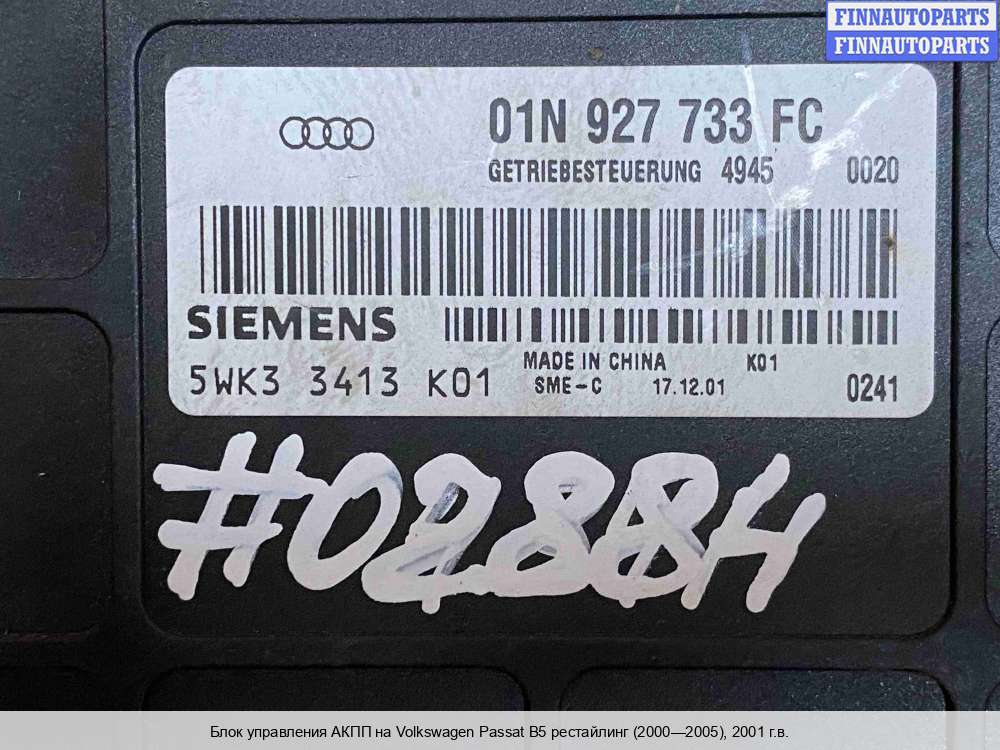 FINNAUTOPARTS
FINNAUTOPARTS
01N 927 733 FC
GETRIEBESTEUERUNG 4945 0020
SIEMENS
MADE IN CHINA K01
5WK3 3413 K01 SME-C 17.12.01 0241
#02884
Блок управления АКПП на Volkswagen Passat B5 рестайлинг (2000—2005), 2001 г.в.